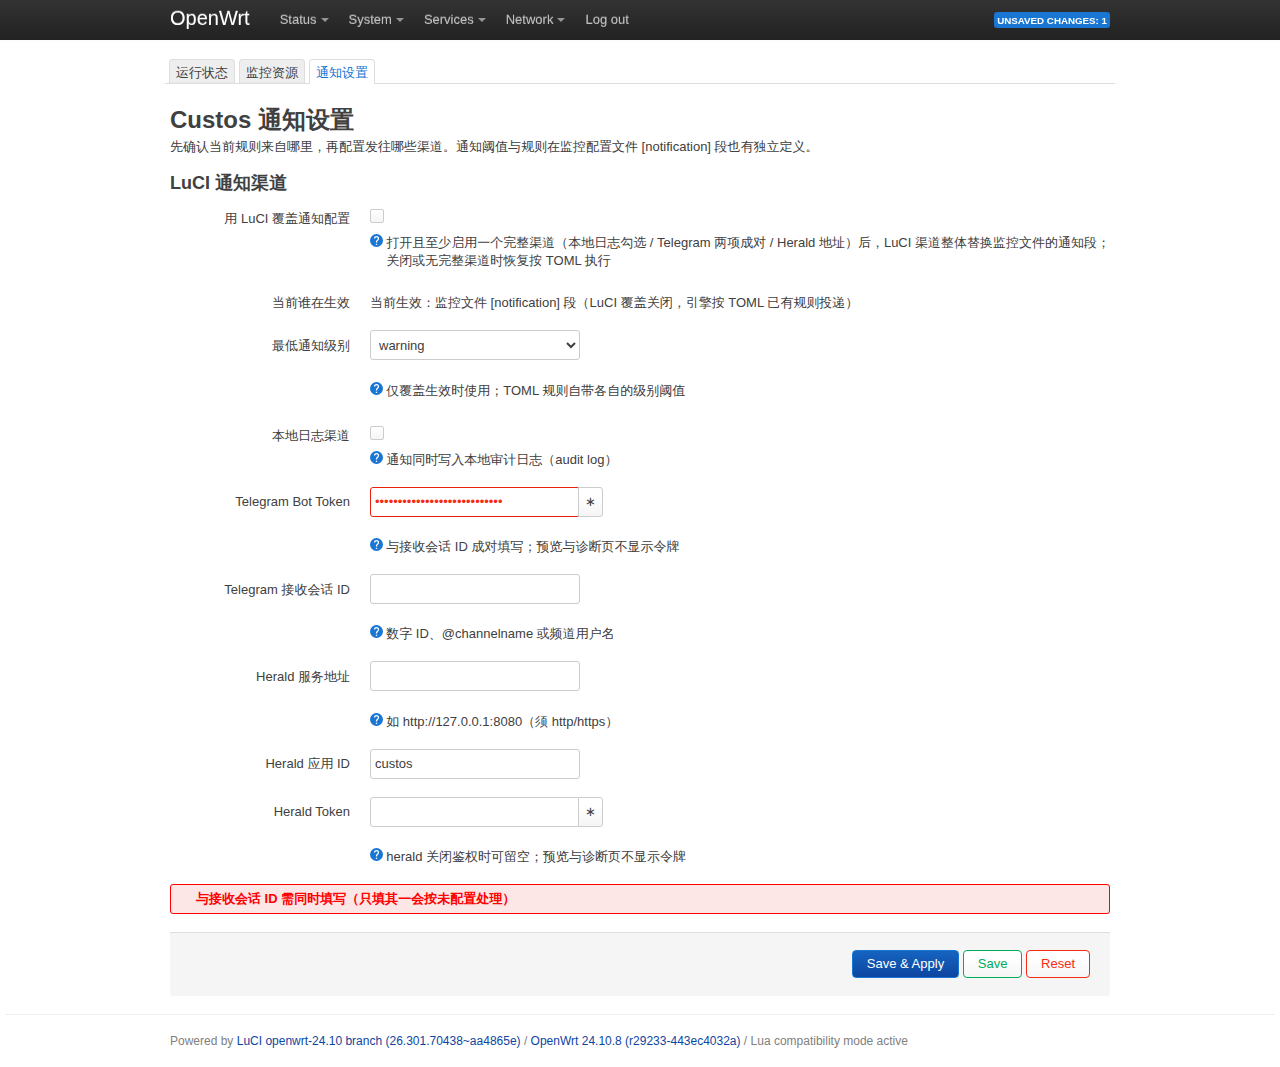 OpenWrt Status System Services Network Log out UNSAVED CHANGES: 1
运行状态 监控资源 通知设置
Custos 通知设置
先确认当前规则来自哪里，再配置发往哪些渠道。通知阈值与规则在监控配置文件 [notification] 段也有独立定义。
LuCI 通知渠道
用 LuCI 覆盖通知配置
打开且至少启用一个完整渠道（本地日志勾选 / Telegram 两项成对 / Herald 地址）后，LuCI 渠道整体替换监控文件的通知段；
关闭或无完整渠道时恢复按 TOML 执行
当前谁在生效 当前生效：监控文件 [notification] 段（LuCI 覆盖关闭，引擎按 TOML 已有规则投递）
最低通知级别 warning
仅覆盖生效时使用；TOML 规则自带各自的级别阈值
本地日志渠道
通知同时写入本地审计日志（audit log）
Telegram Bot Token •••••••••••••••••••••••••••• ∗
与接收会话 ID 成对填写；预览与诊断页不显示令牌
Telegram 接收会话 ID
数字 ID、@channelname 或频道用户名
Herald 服务地址
如 http://127.0.0.1:8080（须 http/https）
Herald 应用 ID custos
Herald Token ∗
herald 关闭鉴权时可留空；预览与诊断页不显示令牌
与接收会话 ID 需同时填写（只填其一会按未配置处理）
Save & Apply Save Reset
Powered by LuCI openwrt-24.10 branch (26.301.70438~aa4865e) / OpenWrt 24.10.8 (r29233-443ec4032a) / Lua compatibility mode active